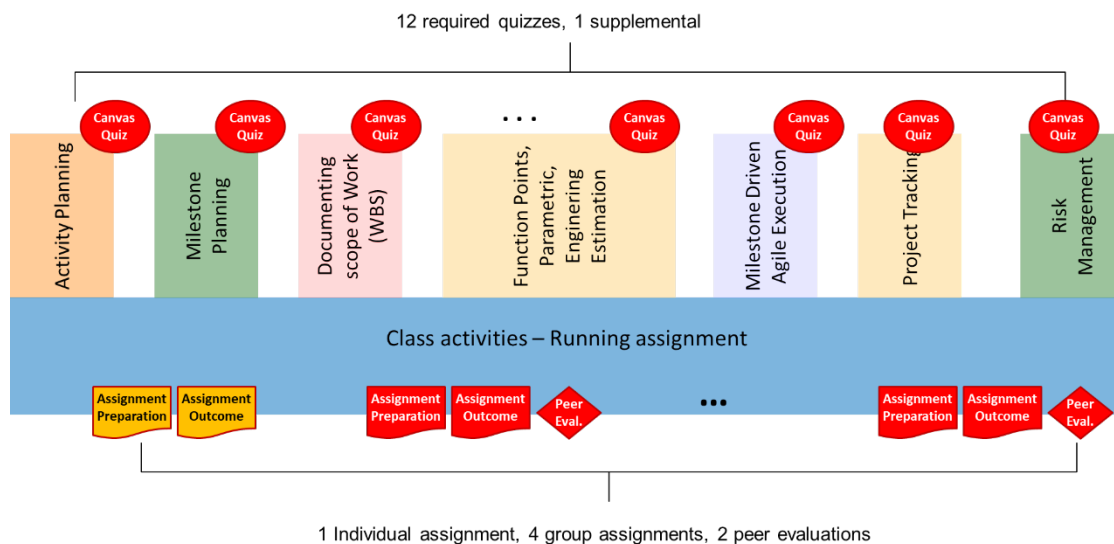 12 required quizzes, 1 supplemental
Canvas
Quiz
Canvas
Quiz
Canvas
Quiz
...
Canvas
Quiz
Canvas
Quiz
Canvas
Quiz
Canvas
Quiz
Activity Planning
Milestone
Planning
Documenting
scope of Work
(WBS)
Function Points,
Parametric,
Enginering
Estimation
Milestone Driven
Agile Execution
Project Tracking
Risk
Management
Class activities – Running assignment
Assignment
Preparation
Assignment
Outcome
Assignment
Preparation
Assignment
Outcome
Peer
Eval.
...
Assignment
Preparation
Assignment
Outcome
Peer
Eval.
1 Individual assignment, 4 group assignments, 2 peer evaluations